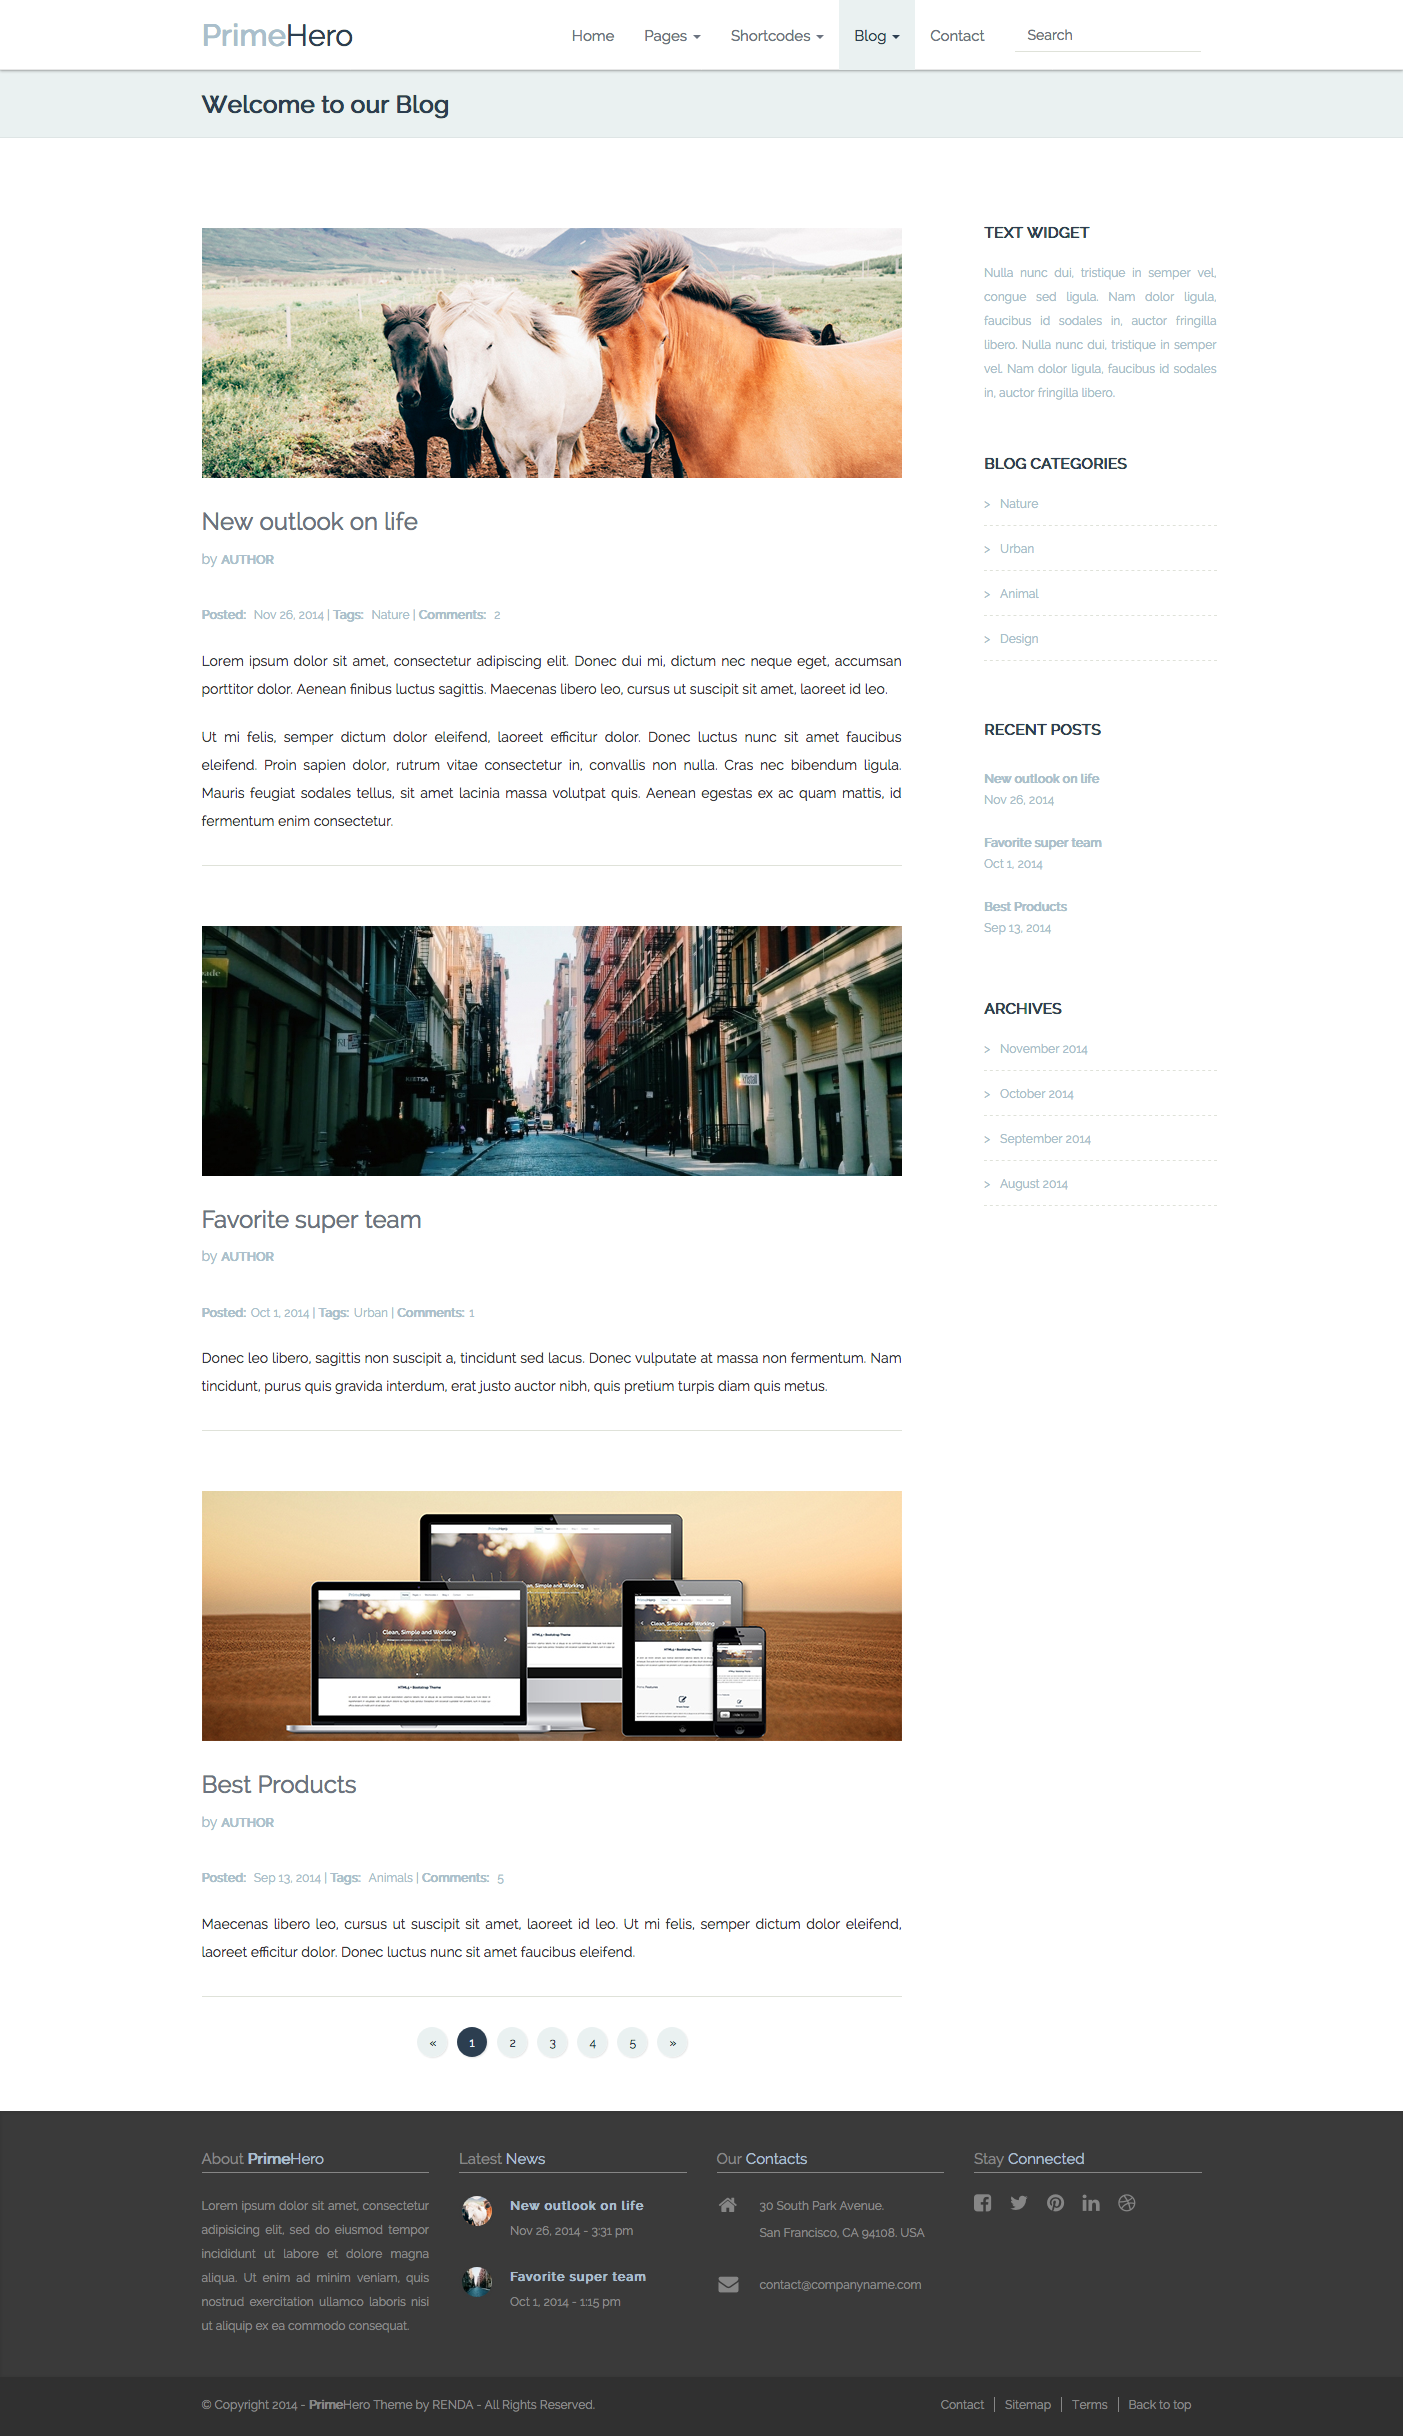 PrimeHero
Home Pages Shortcodes Blog Contact Search
Welcome to our Blog
New outlook on life
by AUTHOR
Posted: Nov 26, 2014 | Tags: Nature | Comments: 2
Lorem ipsum dolor sit amet, consectetur adipiscing elit. Donec dui mi, dictum nec neque eget, accumsan
porttitor dolor. Aenean finibus luctus sagittis. Maecenas libero leo, cursus ut suscipit sit amet, laoreet id leo.
Ut mi felis, semper dictum dolor eleifend, laoreet efficitur dolor. Donec luctus nunc sit amet faucibus
eleifend. Proin sapien dolor, rutrum vitae consectetur in, convallis non nulla. Cras nec bibendum ligula.
Mauris feugiat sodales tellus, sit amet lacinia massa volutpat quis. Aenean egestas ex ac quam mattis, id
fermentum enim consectetur.
Favorite super team
by AUTHOR
Posted: Oct 1, 2014 | Tags: Urban | Comments: 1
Donec leo libero, sagittis non suscipit a, tincidunt sed lacus. Donec vulputate at massa non fermentum. Nam
tincidunt, purus quis gravida interdum, erat justo auctor nibh, quis pretium turpis diam quis metus.
Clean, Simple and Working
HTML5 + Bootstrap Theme
Best Products
by AUTHOR
Posted: Sep 13, 2014 | Tags: Animals | Comments: 5
Maecenas libero leo, cursus ut suscipit sit amet, laoreet id leo. Ut mi felis, semper dictum dolor eleifend,
laoreet efficitur dolor. Donec luctus nunc sit amet faucibus eleifend.
« 1 2 3 4 5 »
TEXT WIDGET
Nulla nunc dui, tristique in semper vel,
congue sed ligula. Nam dolor ligula,
faucibus id sodales in, auctor fringilla
libero. Nulla nunc dui, tristique in semper
vel. Nam dolor ligula, faucibus id sodales
in, auctor fringilla libero.
BLOG CATEGORIES
> Nature
> Urban
> Animal
> Design
RECENT POSTS
New outlook on life
Nov 26, 2014
Favorite super team
Oct 1, 2014
Best Products
Sep 13, 2014
ARCHIVES
> November 2014
> October 2014
> September 2014
> August 2014
About PrimeHero
Lorem ipsum dolor sit amet, consectetur
adipisicing elit, sed do eiusmod tempor
incididunt ut labore et dolore magna
aliqua. Ut enim ad minim veniam, quis
nostrud exercitation ullamco laboris nisi
ut aliquip ex ea commodo consequat.
Latest News
New outlook on life
Nov 26, 2014 - 3:31 pm
Favorite super team
Oct 1, 2014 - 1:15 pm
Our Contacts
30 South Park Avenue.
San Francisco, CA 94108. USA
contact@companyname.com
Stay Connected
© Copyright 2014 - PrimeHero Theme by RENDA - All Rights Reserved.
Contact | Sitemap | Terms | Back to top